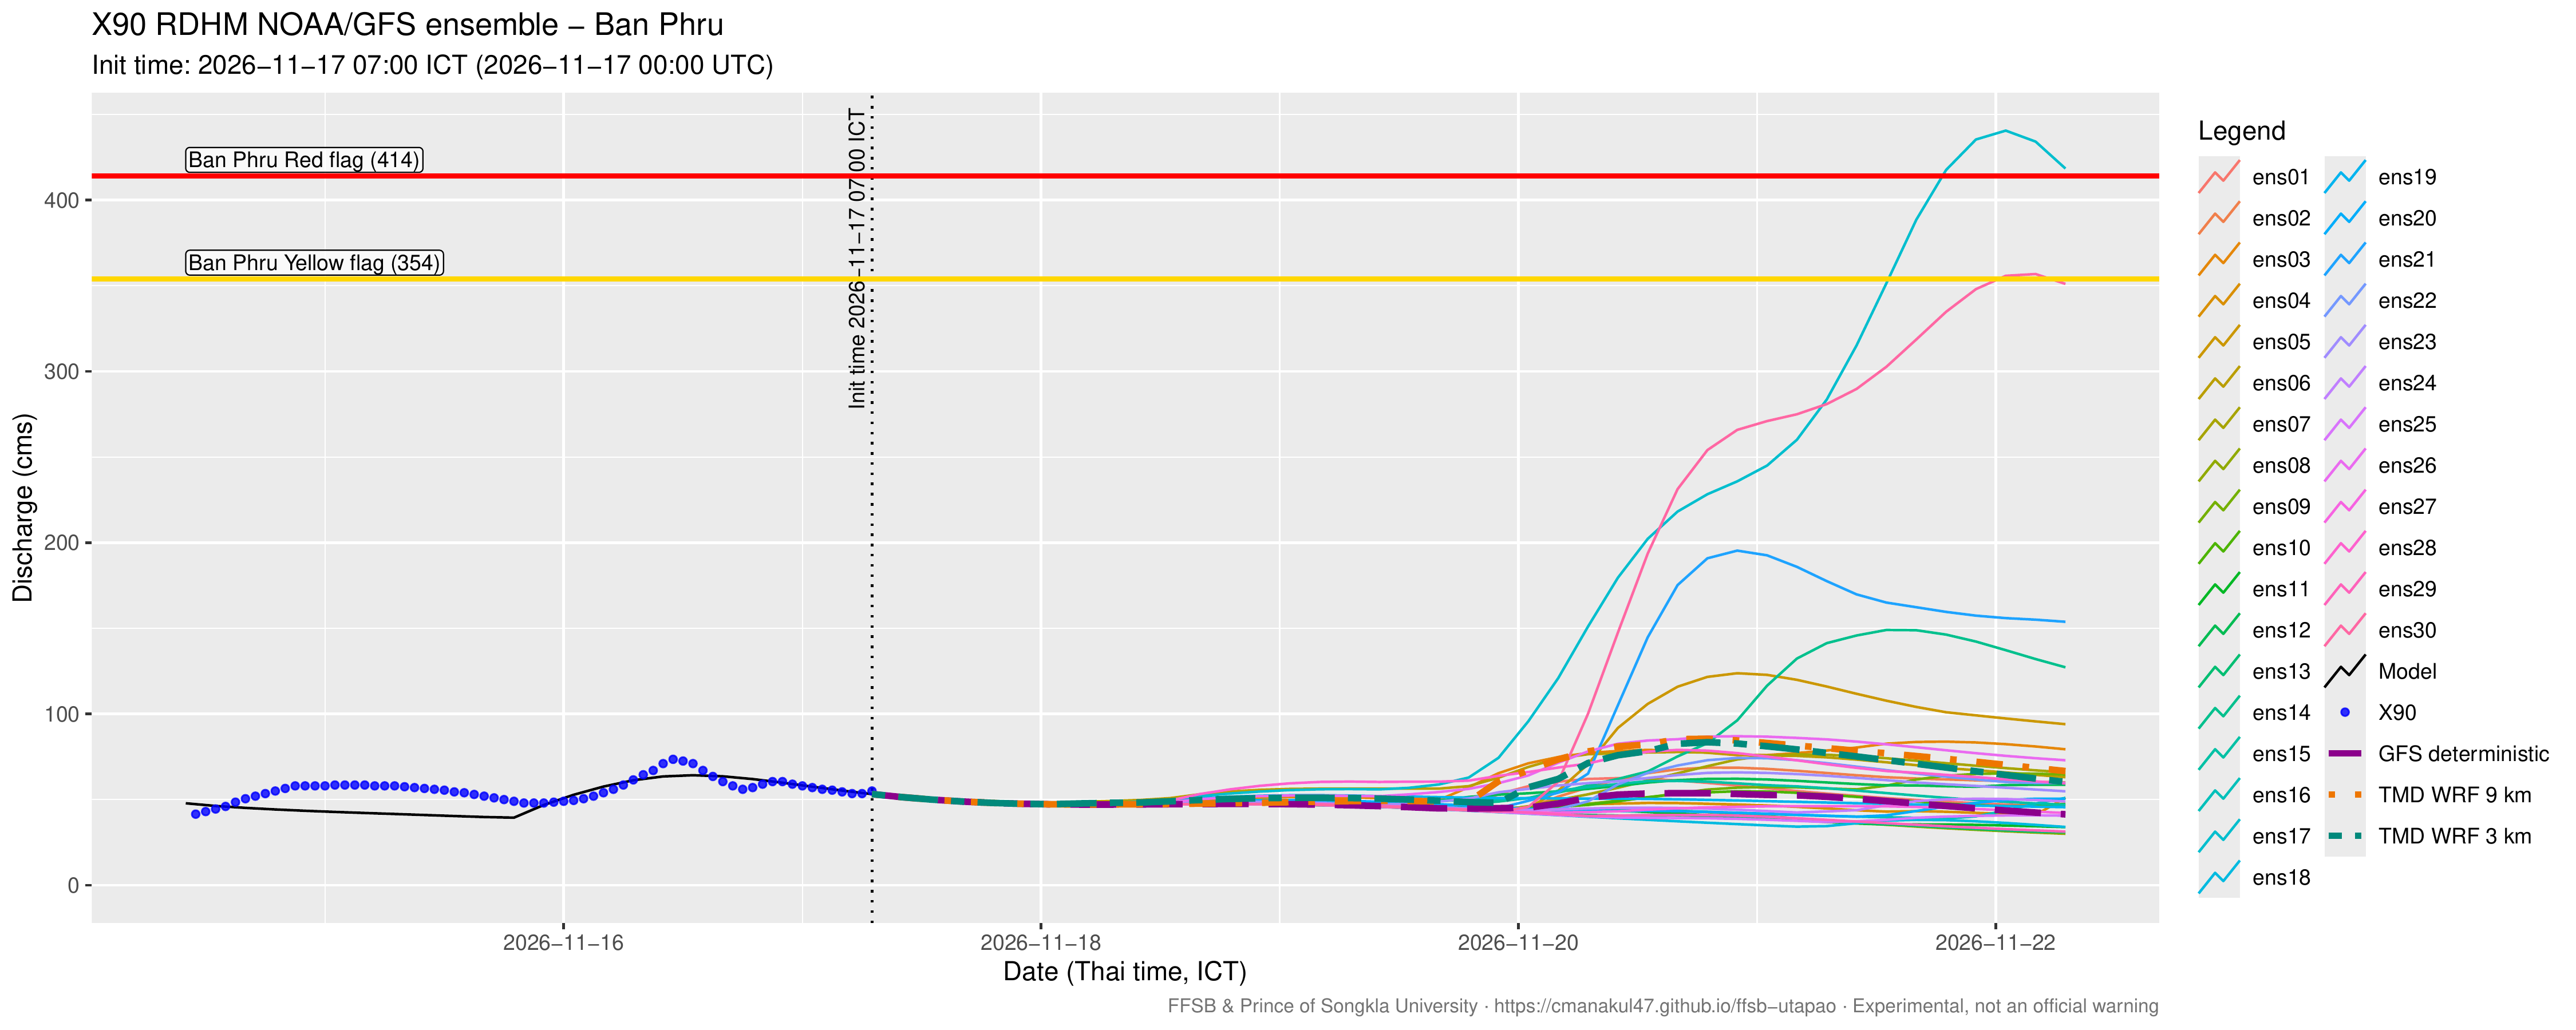 X90 RDHM NOAA/GFS ensemble – Ban Phru
Init time: 2026–11–17 07:00 ICT (2026–11–17 00:00 UTC)
Ban Phru Red flag (414)
Ban Phru Yellow flag (354)
Init time 2026–11–17 07:00 ICT
Discharge (cms)
400
300
200
100
0
2026–11–16
2026–11–18
2026–11–20
2026–11–22
Date (Thai time, ICT)
Legend
ens01
ens02
ens03
ens04
ens05
ens06
ens07
ens08
ens09
ens10
ens11
ens12
ens13
ens14
ens15
ens16
ens17
ens18
ens19
ens20
ens21
ens22
ens23
ens24
ens25
ens26
ens27
ens28
ens29
ens30
Model
X90
GFS deterministic
TMD WRF 9 km
TMD WRF 3 km
FFSB & Prince of Songkla University · https://cmanakul47.github.io/ffsb–utapao · Experimental, not an official warning